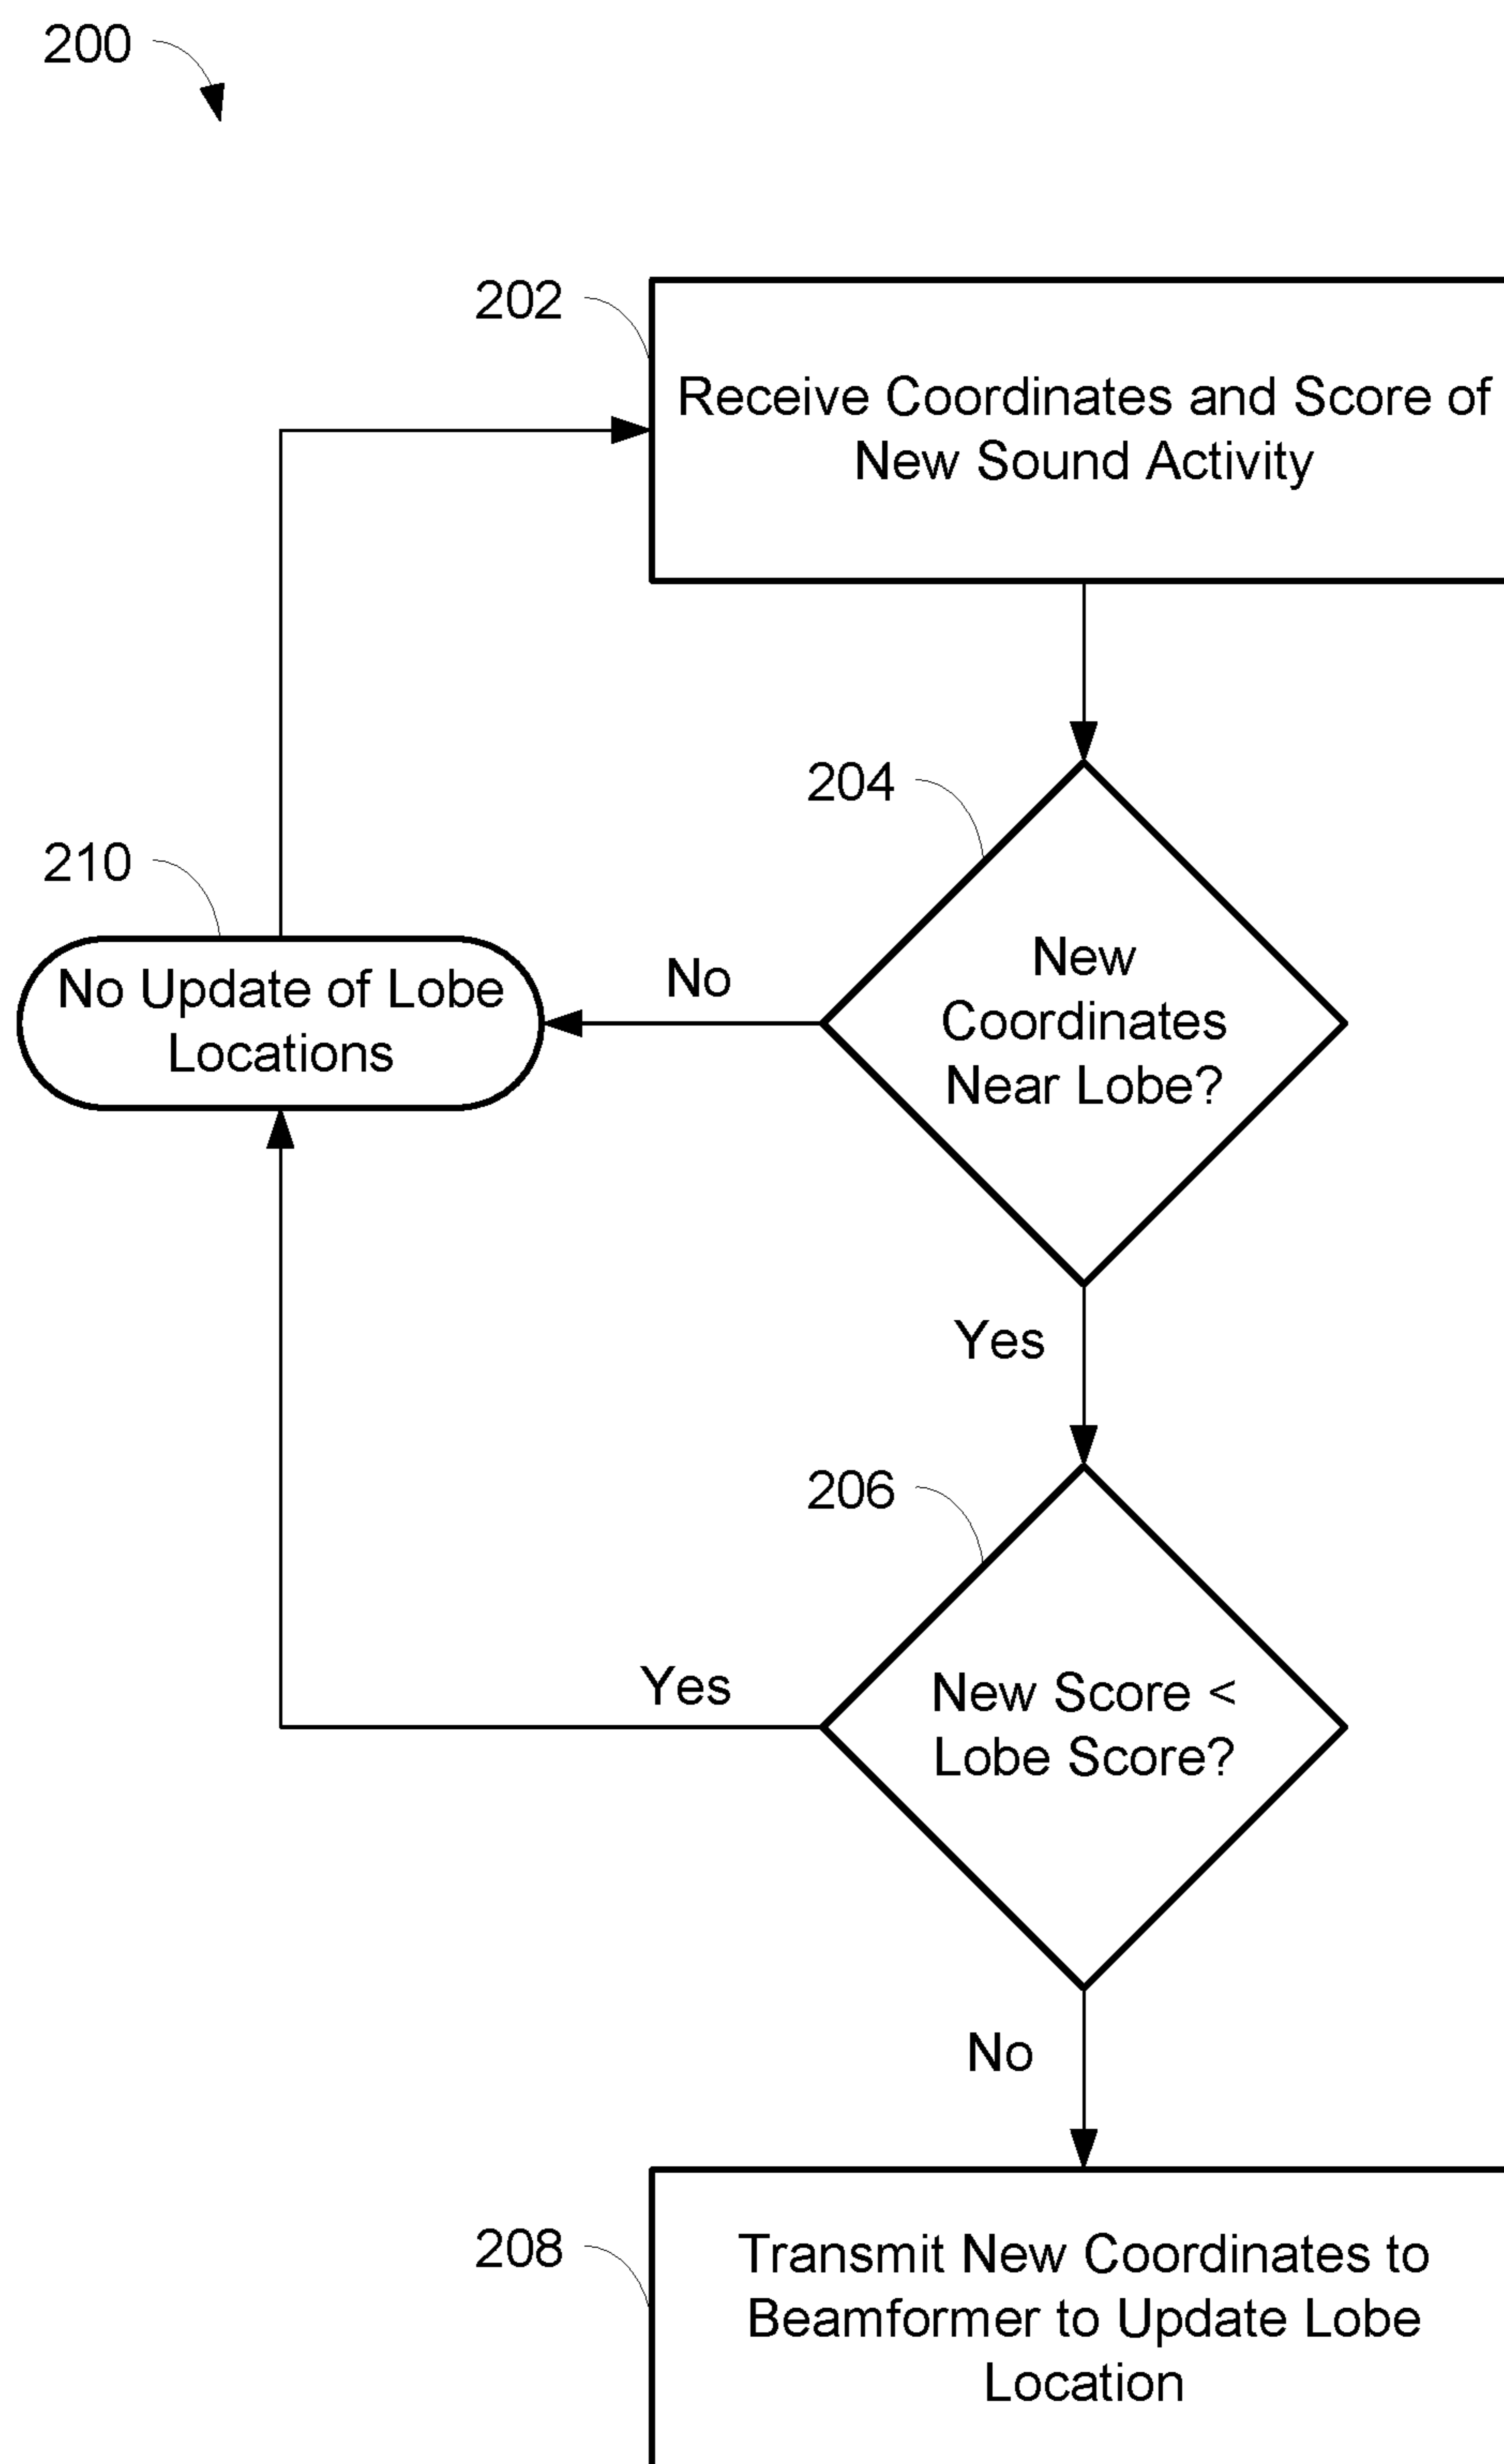 200
202
Receive Coordinates and Score of
New Sound Activity
204
New
Coordinates
Near Lobe?
No
210
No Update of Lobe
Locations
Yes
206
New Score <
Lobe Score?
Yes
No
208
Transmit New Coordinates to
Beamformer to Update Lobe
Location